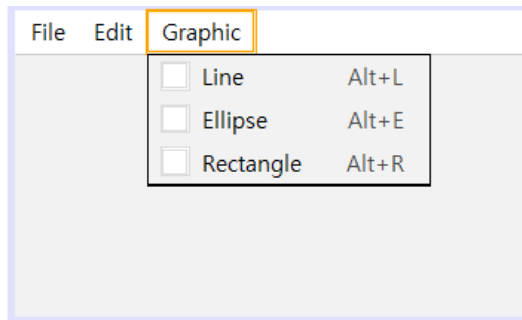 File Edit Graphic
Line Alt+L
Ellipse Alt+E
Rectangle Alt+R